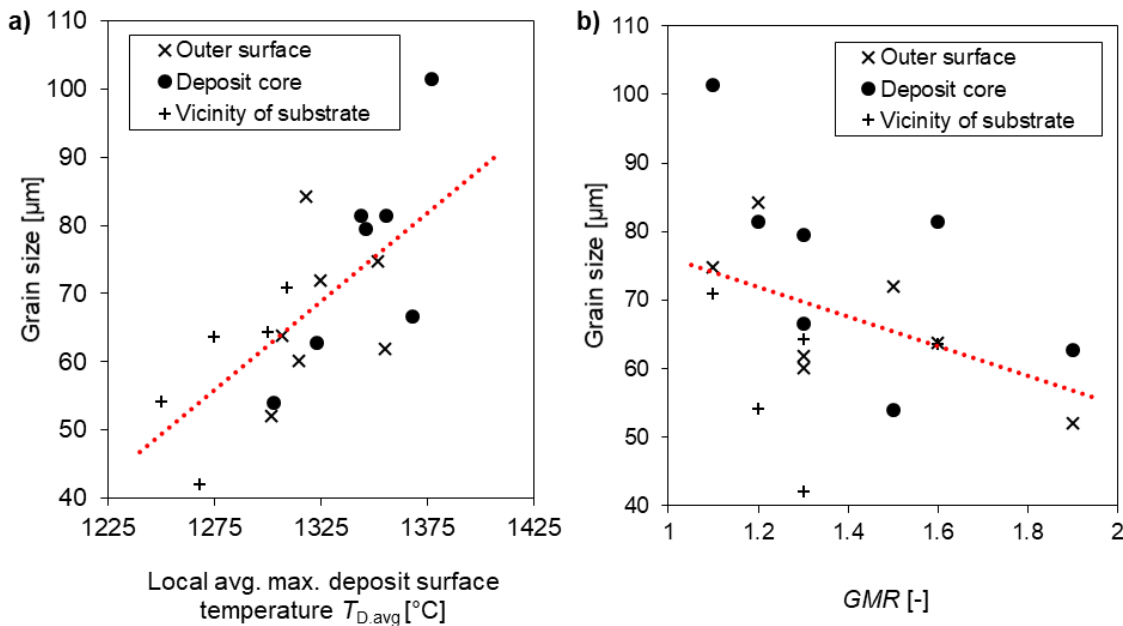 a)
110
100
90
80
70
60
50
40
Grain size [µm]
× Outer surface
● Deposit core
+ Vicinity of substrate
1225 1275 1325 1375 1425
Local avg. max. deposit surface
temperature T_D.avg [°C]
b)
110
100
90
80
70
60
50
40
Grain size [µm]
× Outer surface
● Deposit core
+ Vicinity of substrate
1 1.2 1.4 1.6 1.8 2
GMR [-]